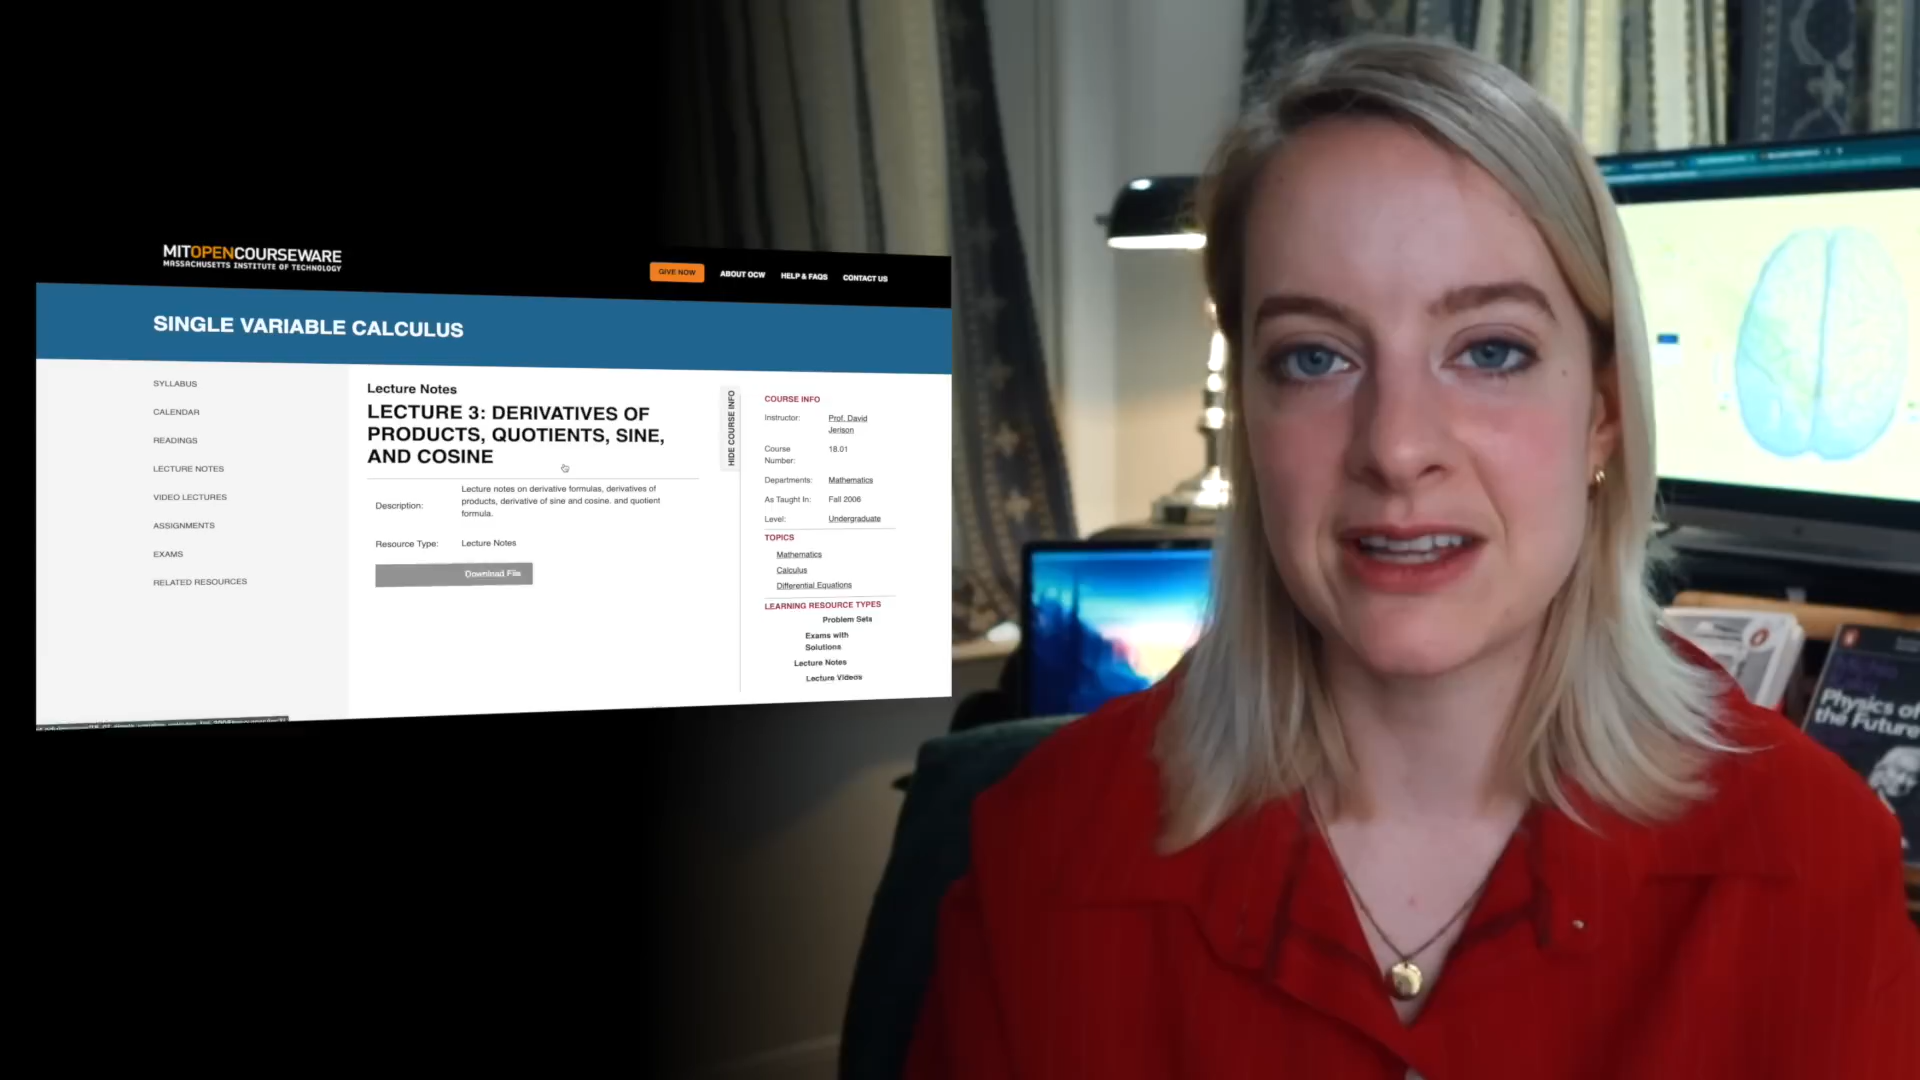 MITOPENCOURSEWARE
MASSACHUSETTS INSTITUTE OF TECHNOLOGY
GIVE NOW
ABOUT OCW
HELP & FAQS
CONTACT US
SINGLE VARIABLE CALCULUS
SYLLABUS
CALENDAR
READINGS
LECTURE NOTES
VIDEO LECTURES
ASSIGNMENTS
EXAMS
RELATED RESOURCES
Lecture Notes
LECTURE 3: DERIVATIVES OF
PRODUCTS, QUOTIENTS, SINE,
AND COSINE
Description:
Lecture notes on derivative formulas, derivatives of
products, derivative of sine and cosine. and quotient
formula.
Resource Type:
Lecture Notes
Download File
HIDE COURSE INFO
COURSE INFO
Instructor:
Prof. David
Jerison
Course
Number:
18.01
Departments:
Mathematics
As Taught In:
Fall 2006
Level:
Undergraduate
TOPICS
Mathematics
Calculus
Differential Equations
LEARNING RESOURCE TYPES
Problem Sets
Exams with
Solutions
Lecture Notes
Lecture Videos
Physics of
the Future